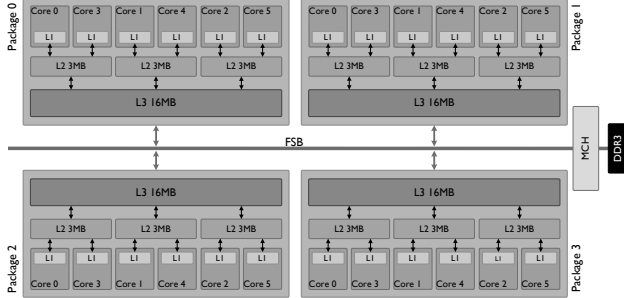 Package 0
Core 0 Core 3 Core 1 Core 4 Core 2 Core 5
L1 L1 L1 L1 L1 L1
L2 3MB L2 3MB L2 3MB
L3 16MB
Package 1
Core 0 Core 3 Core 1 Core 4 Core 2 Core 5
L1 L1 L1 L1 L1 L1
L2 3MB L2 3MB L2 3MB
L3 16MB
FSB
MCH
DDR3
Package 2
L3 16MB
L2 3MB L2 3MB L2 3MB
L1 L1 L1 L1 L1 L1
Core 0 Core 3 Core 1 Core 4 Core 2 Core 5
Package 3
L3 16MB
L2 3MB L2 3MB L2 3MB
L1 L1 L1 L1 L1 L1
Core 0 Core 3 Core 1 Core 4 Core 2 Core 5